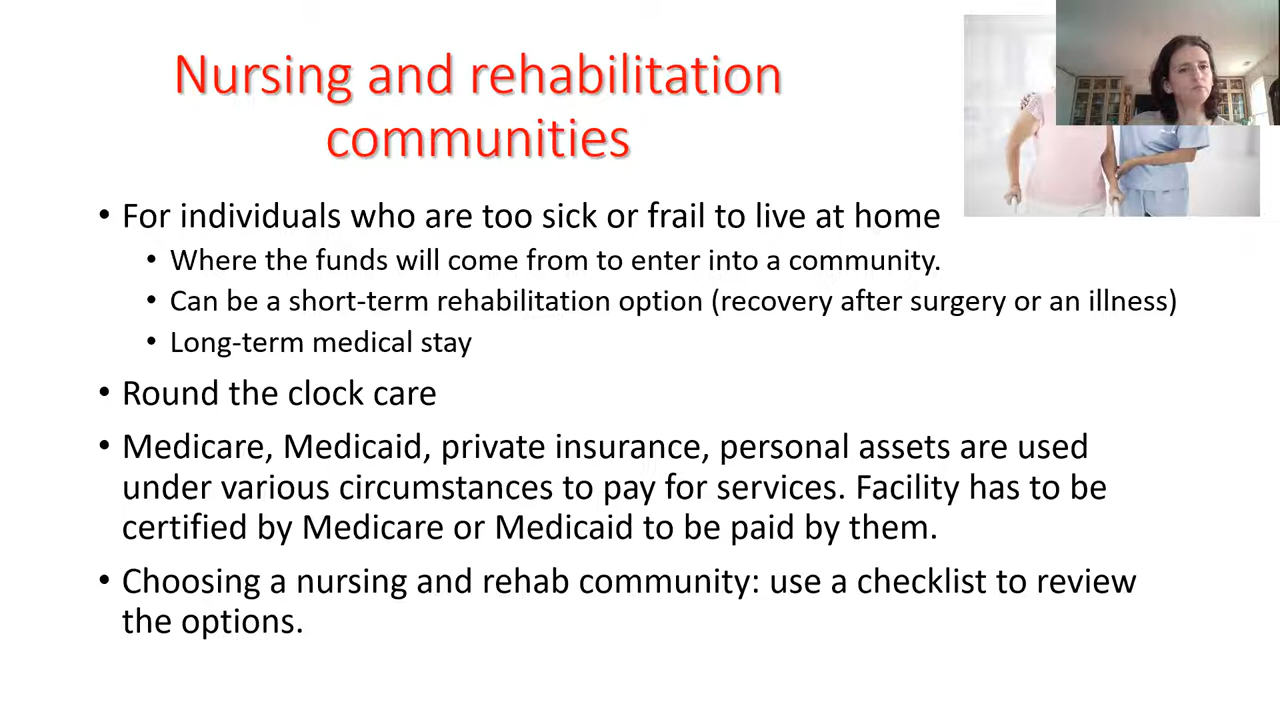 Nursing and rehabilitation
communities
• For individuals who are too sick or frail to live at home
• Where the funds will come from to enter into a community.
• Can be a short-term rehabilitation option (recovery after surgery or an illness)
• Long-term medical stay
• Round the clock care
• Medicare, Medicaid, private insurance, personal assets are used
under various circumstances to pay for services. Facility has to be
certified by Medicare or Medicaid to be paid by them.
• Choosing a nursing and rehab community: use a checklist to review
the options.